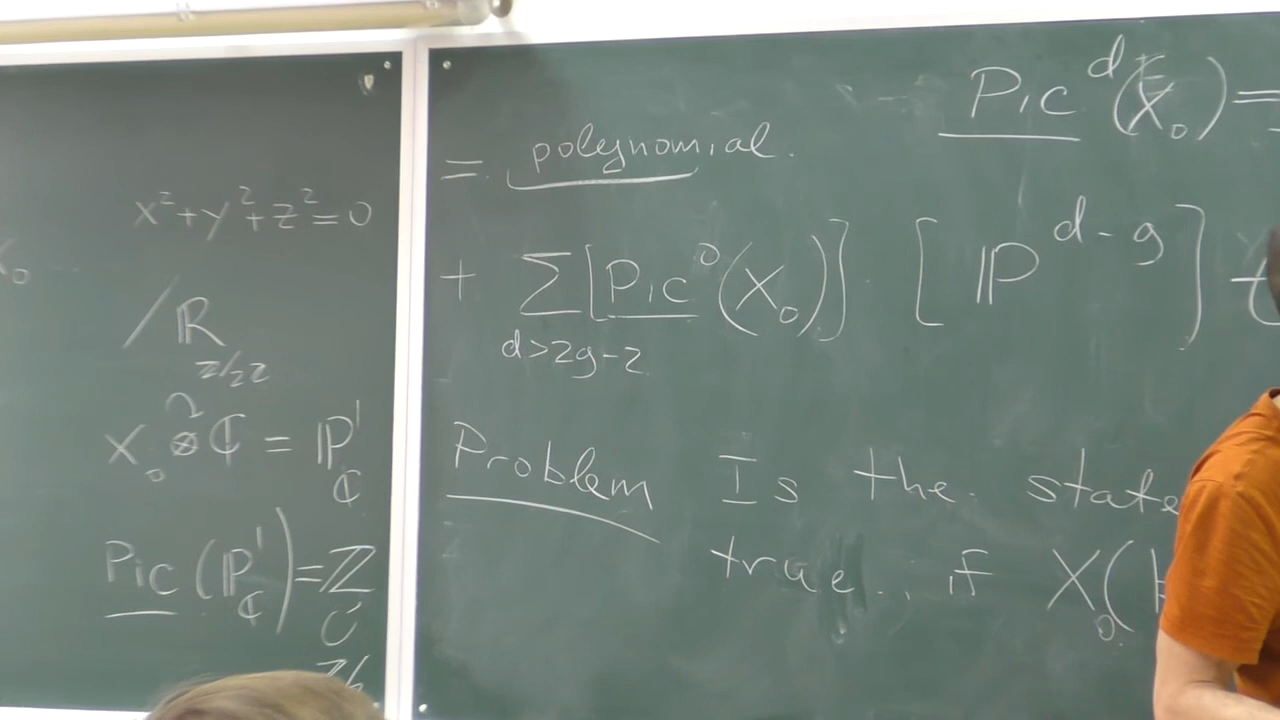 x² + y² + z² = 0
X₀
/ ℝ
ℤ/2ℤ
X₀ ⊗ ℂ = ℙ¹_ℂ
Pic (ℙ¹_ℂ) = ℤ
Pic^d (X₀) =
= polynomial.
+ Σ_{d>2g-2} [Pic⁰(X₀)] · [ℙ^{d-g}] t
Problem Is the state
true, if X₀(